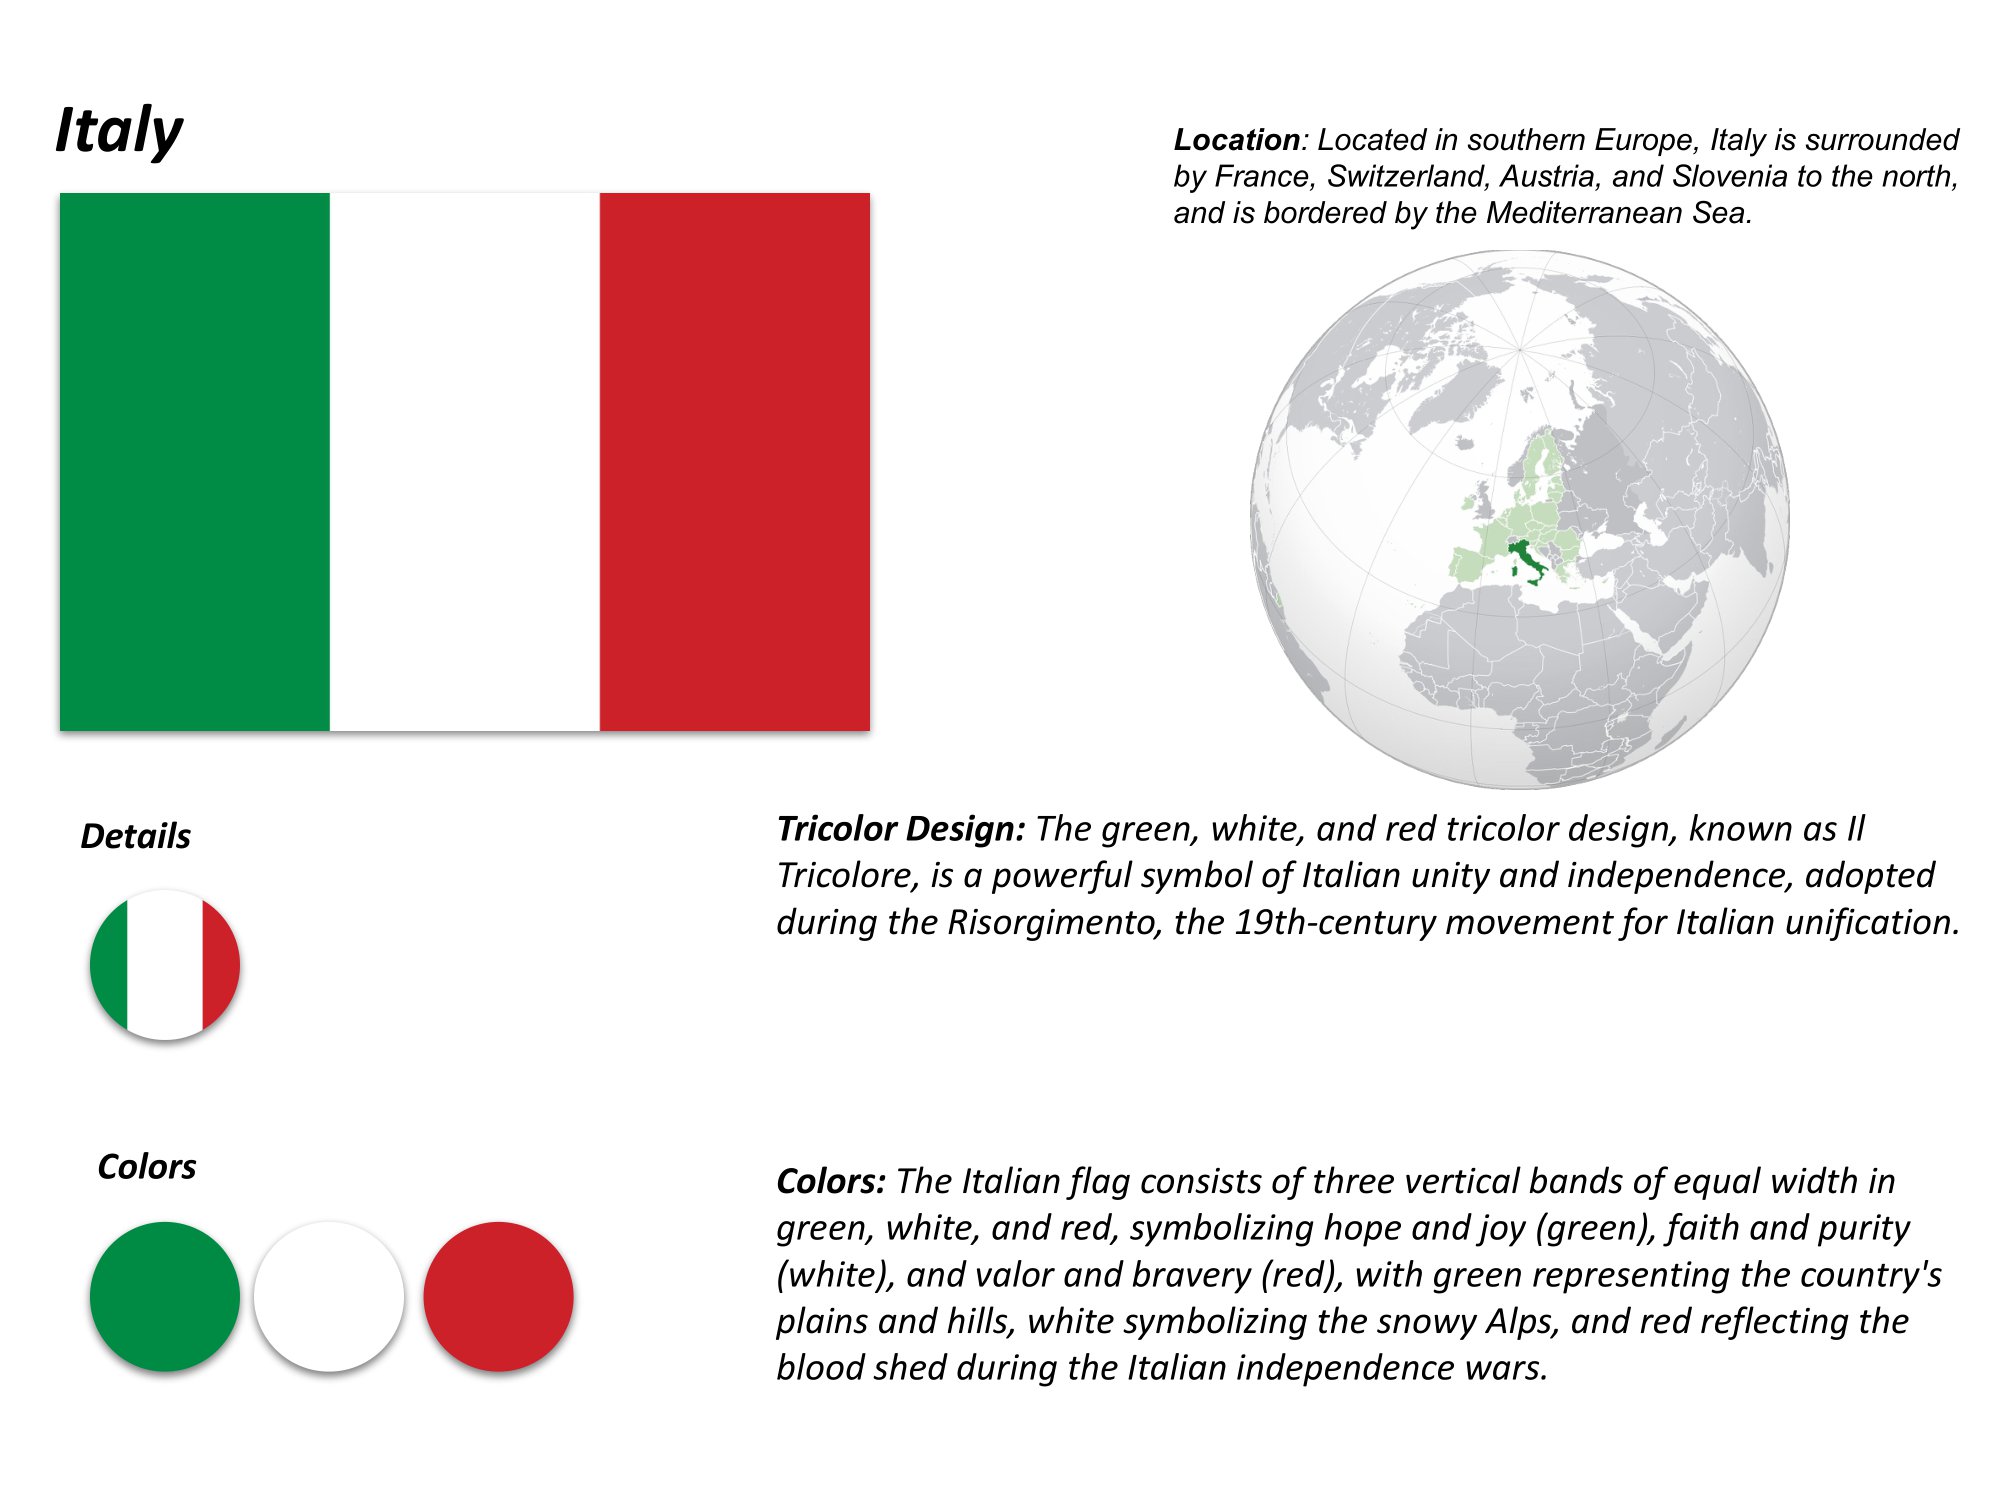 Italy
Location: Located in southern Europe, Italy is surrounded
by France, Switzerland, Austria, and Slovenia to the north,
and is bordered by the Mediterranean Sea.
Details
Tricolor Design: The green, white, and red tricolor design, known as Il
Tricolore, is a powerful symbol of Italian unity and independence, adopted
during the Risorgimento, the 19th-century movement for Italian unification.
Colors
Colors: The Italian flag consists of three vertical bands of equal width in
green, white, and red, symbolizing hope and joy (green), faith and purity
(white), and valor and bravery (red), with green representing the country's
plains and hills, white symbolizing the snowy Alps, and red reflecting the
blood shed during the Italian independence wars.